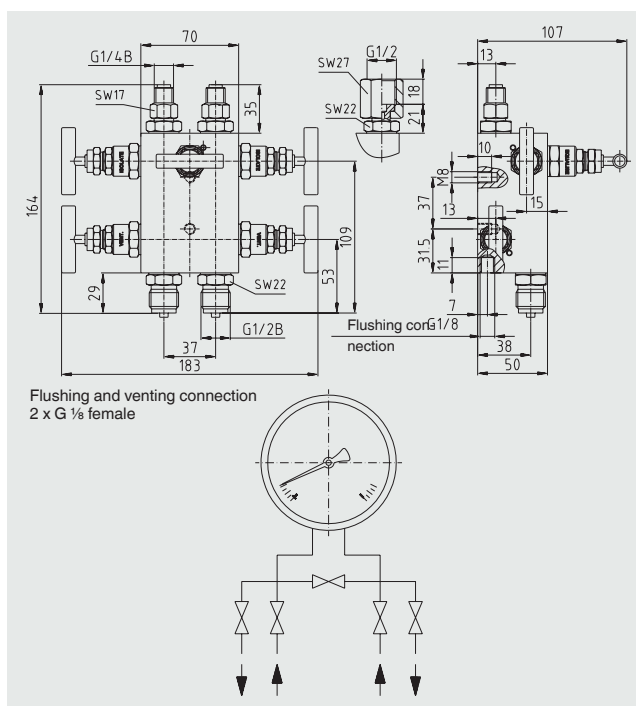 70
G1/4B
SW17
35
164
ISOLATE
VENT.
29
37
183
109
53
SW22
G1/2B
G1/2
SW27
SW22
18
21
107
13
10
M8
37
13
15
31.5
11
7
G1/8
38
50
Flushing con-
nection
Flushing and venting connection
2 x G ⅛ female